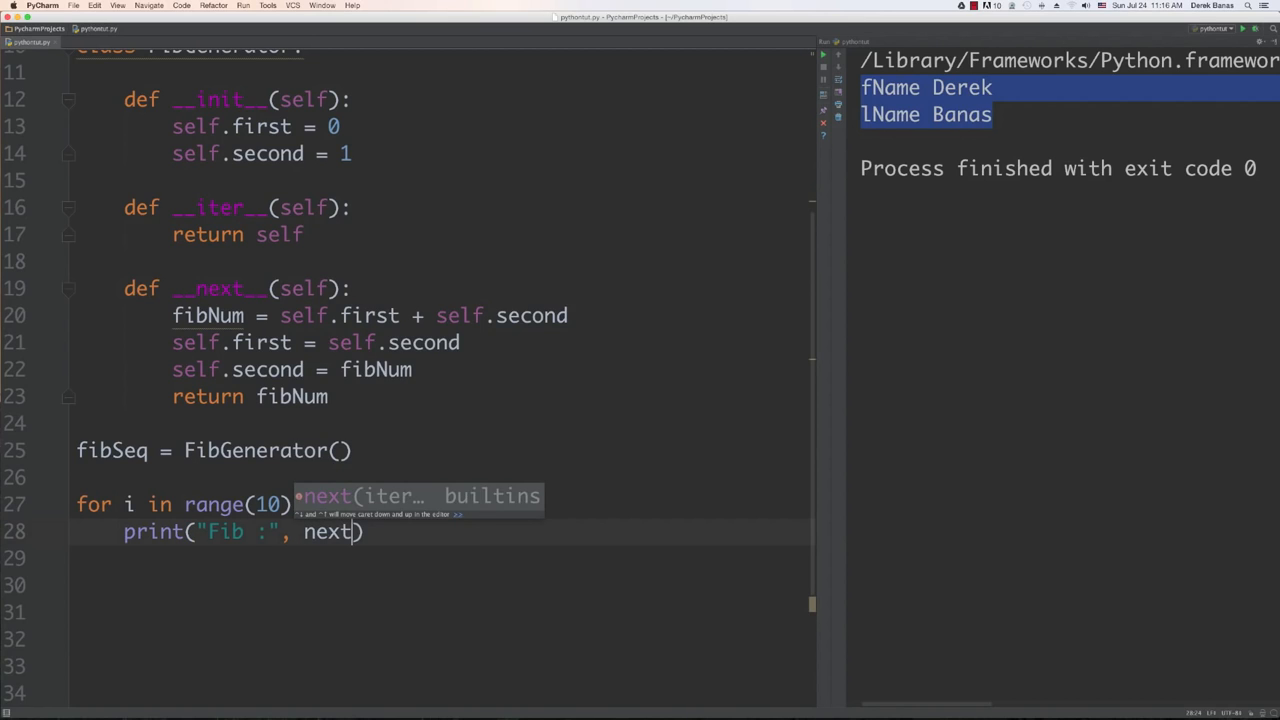 PyCharm File Edit View Navigate Code Refactor Run Tools VCS Window Help
10 Sun Jul 24 11:16 AM Derek Banas
pythontut.py - PycharmProjects - [~/PycharmProjects]
PycharmProjects pythontut.py
pythontut
pythontut.py
Run: pythontut
11
12 def __init__(self):
13 self.first = 0
14 self.second = 1
15
16 def __iter__(self):
17 return self
18
19 def __next__(self):
20 fibNum = self.first + self.second
21 self.first = self.second
22 self.second = fibNum
23 return fibNum
24
25 fibSeq = FibGenerator()
26
27 for i in range(10)
next(iter… builtins
^↓ and ^↑ will move caret down and up in the editor >>
28 print("Fib :", next)
29
30
31
32
33
34
/Library/Frameworks/Python.framewor
fName Derek
lName Banas
Process finished with exit code 0
28:24 LF÷ UTF-8÷